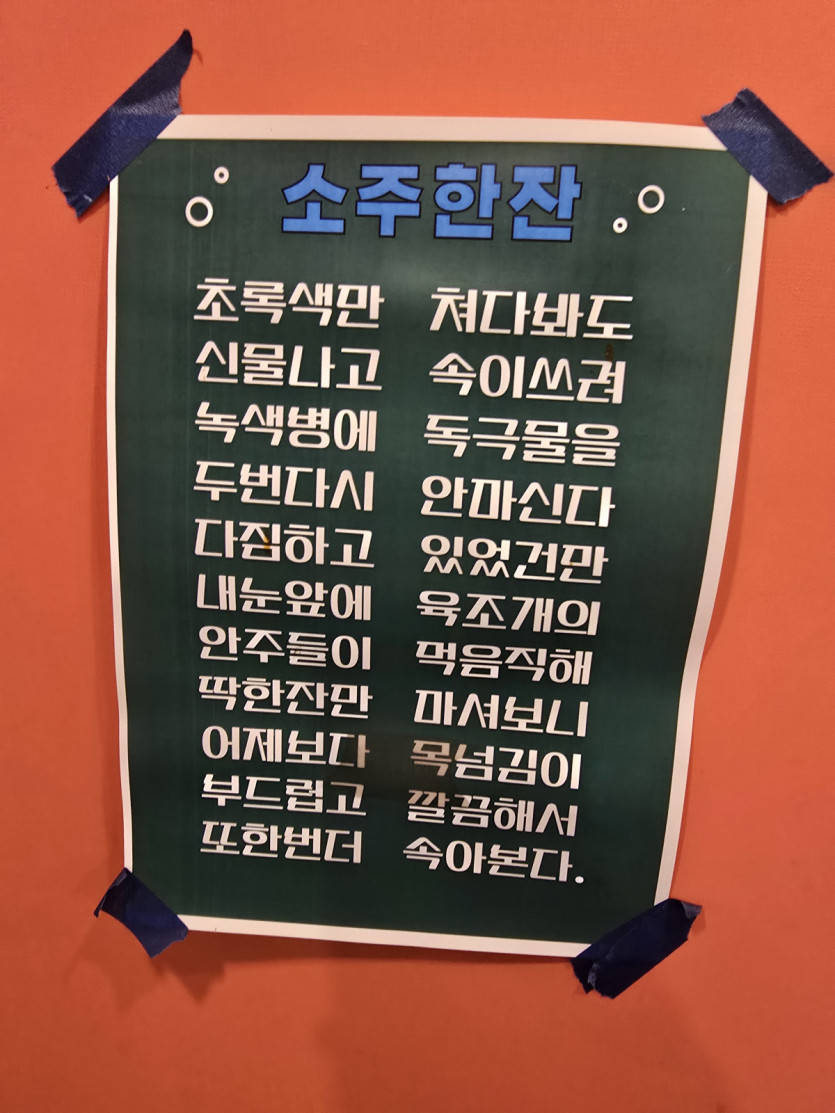 소주한잔
초록색만 쳐다봐도
신물나고 속이쓰려
녹색병에 독극물을
두번다시 안마신다
다짐하고 있었건만
내눈앞에 육조개의
안주들이 먹음직해
딱한잔만 마셔보니
어제보다 목넘김이
부드럽고 깔끔해서
또한번더 속아본다.